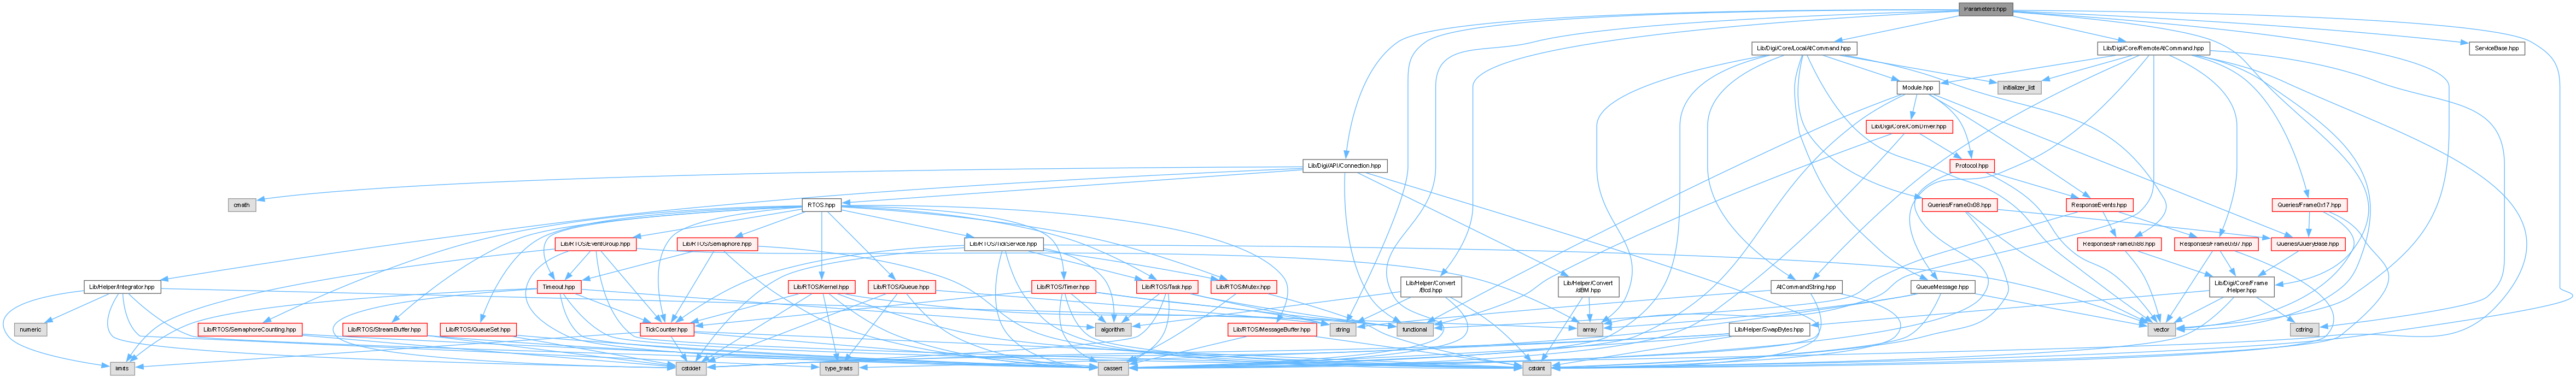 Parameters.hpp
Lib/Digi/Core/LocalAtCommand.hpp
Lib/Digi/Core/RemoteAtCommand.hpp
ServiceBase.hpp
Module.hpp
initializer_list
Lib/Digi/Core/ComDriver.hpp
Lib/Digi/API/Connection.hpp
Protocol.hpp
cmath
RTOS.hpp
Queries/Frame0x08.hpp
ResponseEvents.hpp
Queries/Frame0x17.hpp
Lib/RTOS/EventGroup.hpp
Lib/RTOS/Semaphore.hpp
Lib/RTOS/TickService.hpp
Responses/Frame0x88.hpp
Responses/Frame0x97.hpp
Queries/QueryBase.hpp
Lib/Helper/Integrator.hpp
Timeout.hpp
Lib/RTOS/Kernel.hpp
Lib/RTOS/Queue.hpp
Lib/RTOS/Timer.hpp
Lib/RTOS/Task.hpp
Lib/RTOS/Mutex.hpp
Lib/Helper/Convert
/Bcd.hpp
Lib/Helper/Convert
/dBM.hpp
AtCommandString.hpp
QueueMessage.hpp
Lib/Digi/Core/Frame
/Helper.hpp
numeric
Lib/RTOS/SemaphoreCounting.hpp
Lib/RTOS/StreamBuffer.hpp
Lib/RTOS/QueueSet.hpp
TickCounter.hpp
algorithm
Lib/RTOS/MessageBuffer.hpp
string
functional
array
Lib/Helper/SwapBytes.hpp
vector
cstring
limits
cstddef
type_traits
cassert
cstdint